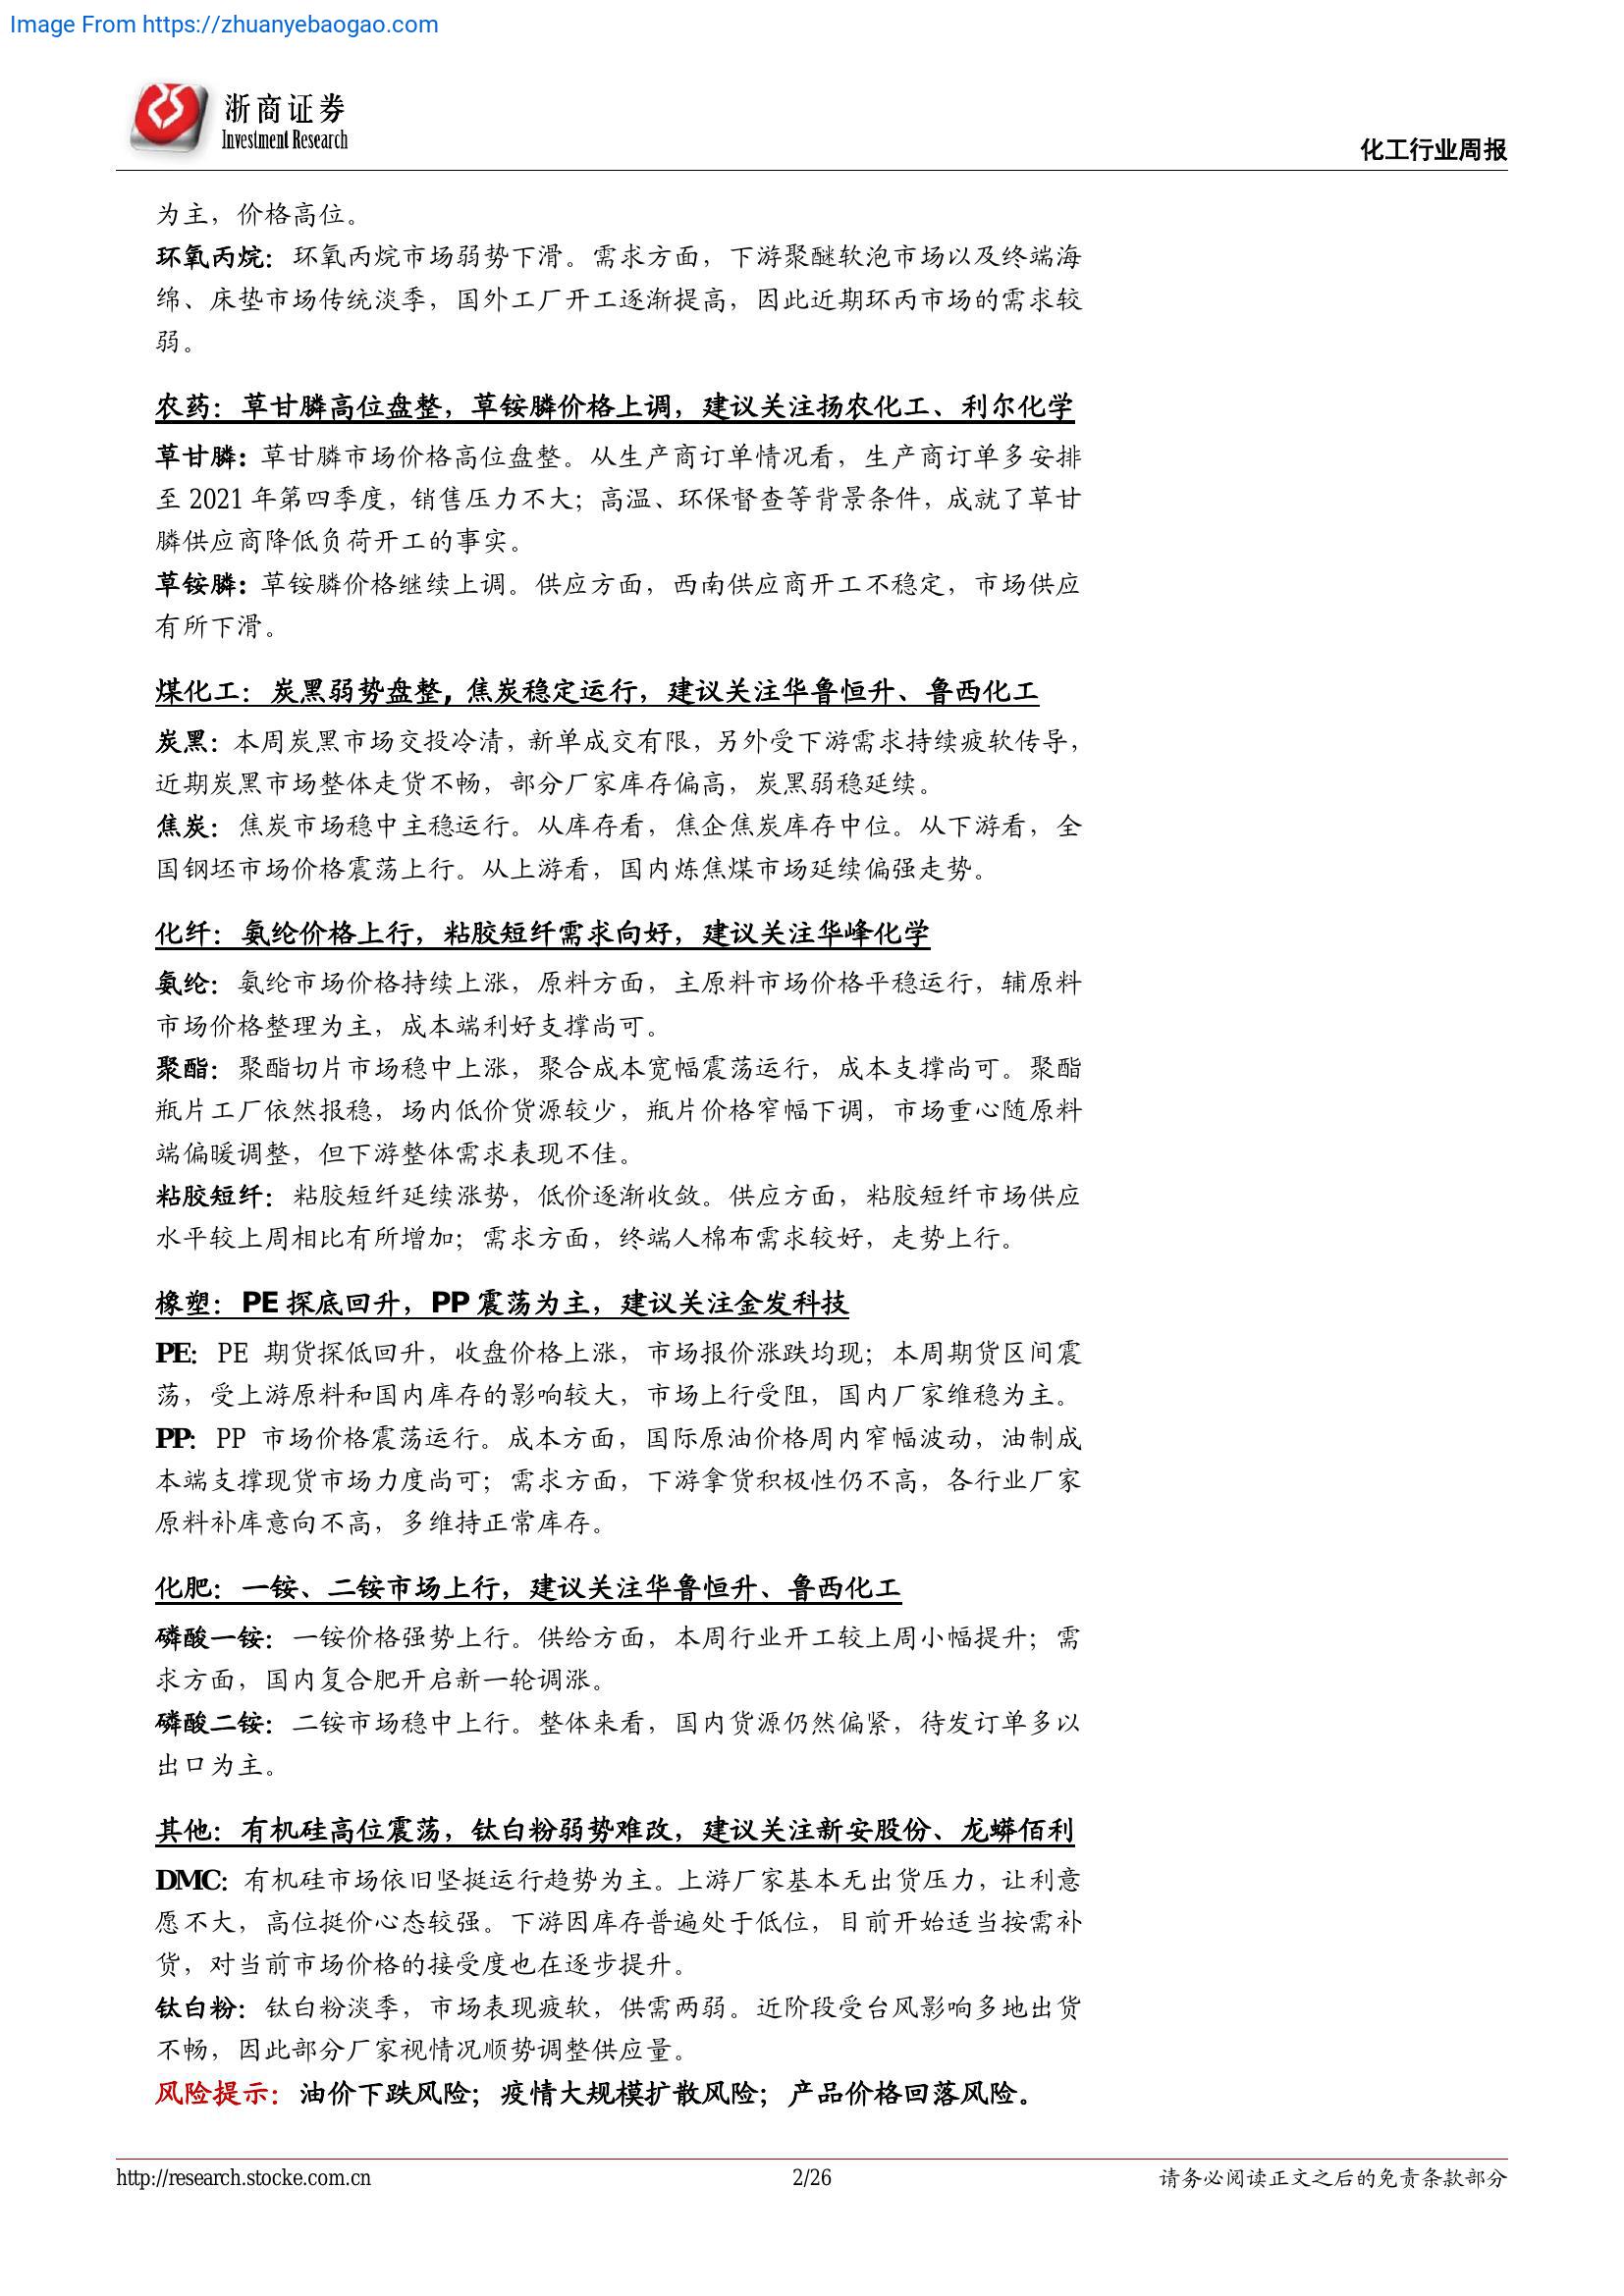 Image From https://zhuanyebaogao.com
浙商证券
Investment Research
化工行业周报
为主，价格高位。
环氧丙烷：环氧丙烷市场弱势下滑。需求方面，下游聚醚软泡市场以及终端海
绵、床垫市场传统淡季，国外工厂开工逐渐提高，因此近期环丙市场的需求较
弱。
农药：草甘膦高位盘整，草铵膦价格上调，建议关注扬农化工、利尔化学
草甘膦：草甘膦市场价格高位盘整。从生产商订单情况看，生产商订单多安排
至 2021 年第四季度，销售压力不大；高温、环保督查等背景条件，成就了草甘
膦供应商降低负荷开工的事实。
草铵膦：草铵膦价格继续上调。供应方面，西南供应商开工不稳定，市场供应
有所下滑。
煤化工：炭黑弱势盘整，焦炭稳定运行，建议关注华鲁恒升、鲁西化工
炭黑：本周炭黑市场交投冷清，新单成交有限，另外受下游需求持续疲软传导，
近期炭黑市场整体走货不畅，部分厂家库存偏高，炭黑弱稳延续。
焦炭：焦炭市场稳中主稳运行。从库存看，焦企焦炭库存中位。从下游看，全
国钢坯市场价格震荡上行。从上游看，国内炼焦煤市场延续偏强走势。
化纤：氨纶价格上行，粘胶短纤需求向好，建议关注华峰化学
氨纶：氨纶市场价格持续上涨，原料方面，主原料市场价格平稳运行，辅原料
市场价格整理为主，成本端利好支撑尚可。
聚酯：聚酯切片市场稳中上涨，聚合成本宽幅震荡运行，成本支撑尚可。聚酯
瓶片工厂依然报稳，场内低价货源较少，瓶片价格窄幅下调，市场重心随原料
端偏暖调整，但下游整体需求表现不佳。
粘胶短纤：粘胶短纤延续涨势，低价逐渐收敛。供应方面，粘胶短纤市场供应
水平较上周相比有所增加；需求方面，终端人棉布需求较好，走势上行。
橡塑：PE 探底回升，PP 震荡为主，建议关注金发科技
PE：PE 期货探低回升，收盘价格上涨，市场报价涨跌均现；本周期货区间震
荡，受上游原料和国内库存的影响较大，市场上行受阻，国内厂家维稳为主。
PP：PP 市场价格震荡运行。成本方面，国际原油价格周内窄幅波动，油制成
本端支撑现货市场力度尚可；需求方面，下游拿货积极性仍不高，各行业厂家
原料补库意向不高，多维持正常库存。
化肥：一铵、二铵市场上行，建议关注华鲁恒升、鲁西化工
磷酸一铵：一铵价格强势上行。供给方面，本周行业开工较上周小幅提升；需
求方面，国内复合肥开启新一轮调涨。
磷酸二铵：二铵市场稳中上行。整体来看，国内货源仍然偏紧，待发订单多以
出口为主。
其他：有机硅高位震荡，钛白粉弱势难改，建议关注新安股份、龙蟒佰利
DMC：有机硅市场依旧坚挺运行趋势为主。上游厂家基本无出货压力，让利意
愿不大，高位挺价心态较强。下游因库存普遍处于低位，目前开始适当按需补
货，对当前市场价格的接受度也在逐步提升。
钛白粉：钛白粉淡季，市场表现疲软，供需两弱。近阶段受台风影响多地出货
不畅，因此部分厂家视情况顺势调整供应量。
风险提示：油价下跌风险；疫情大规模扩散风险；产品价格回落风险。
http://research.stocke.com.cn
2/26
请务必阅读正文之后的免责条款部分